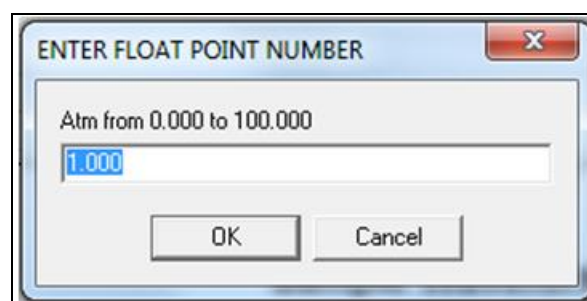 ENTER FLOAT POINT NUMBER
Atm from 0.000 to 100.000
1.000
OK Cancel